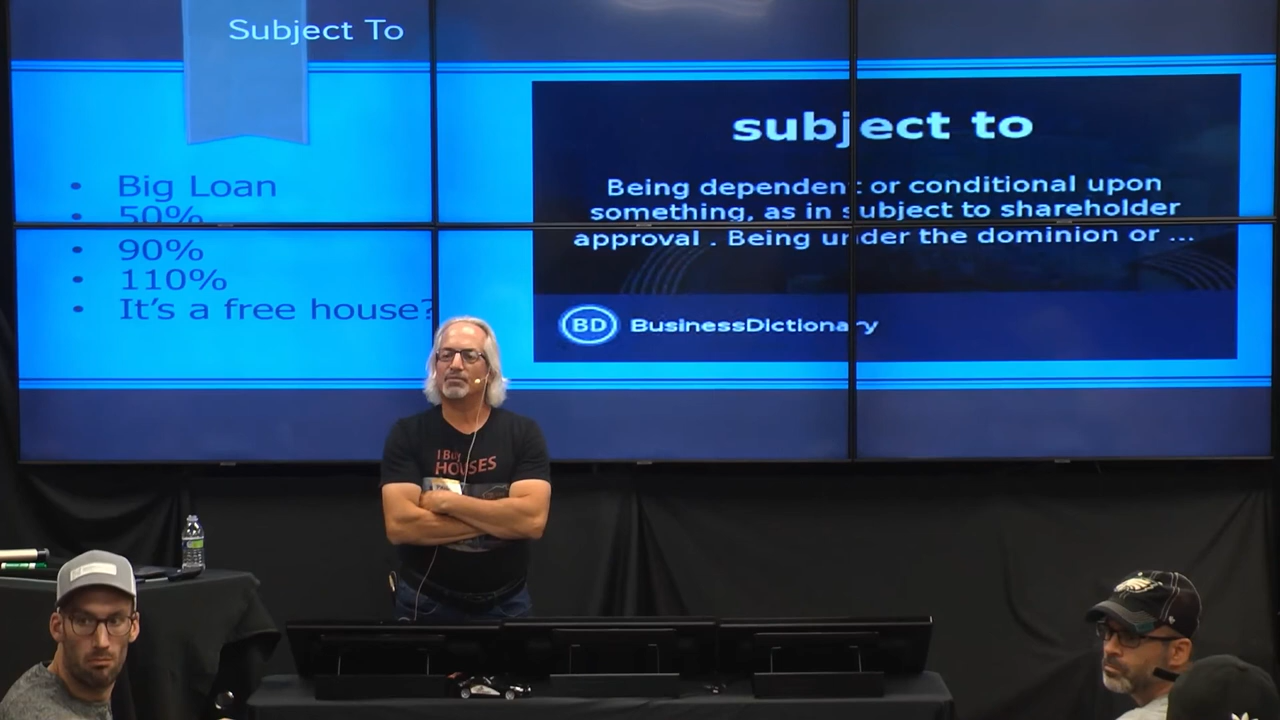 Subject To
• Big Loan
• 50%
• 90%
• 110%
• It's a free house?
subject to
Being dependent or conditional upon
something, as in subject to shareholder
approval . Being under the dominion or ...
BD BusinessDictionary
I Buy
HOUSES